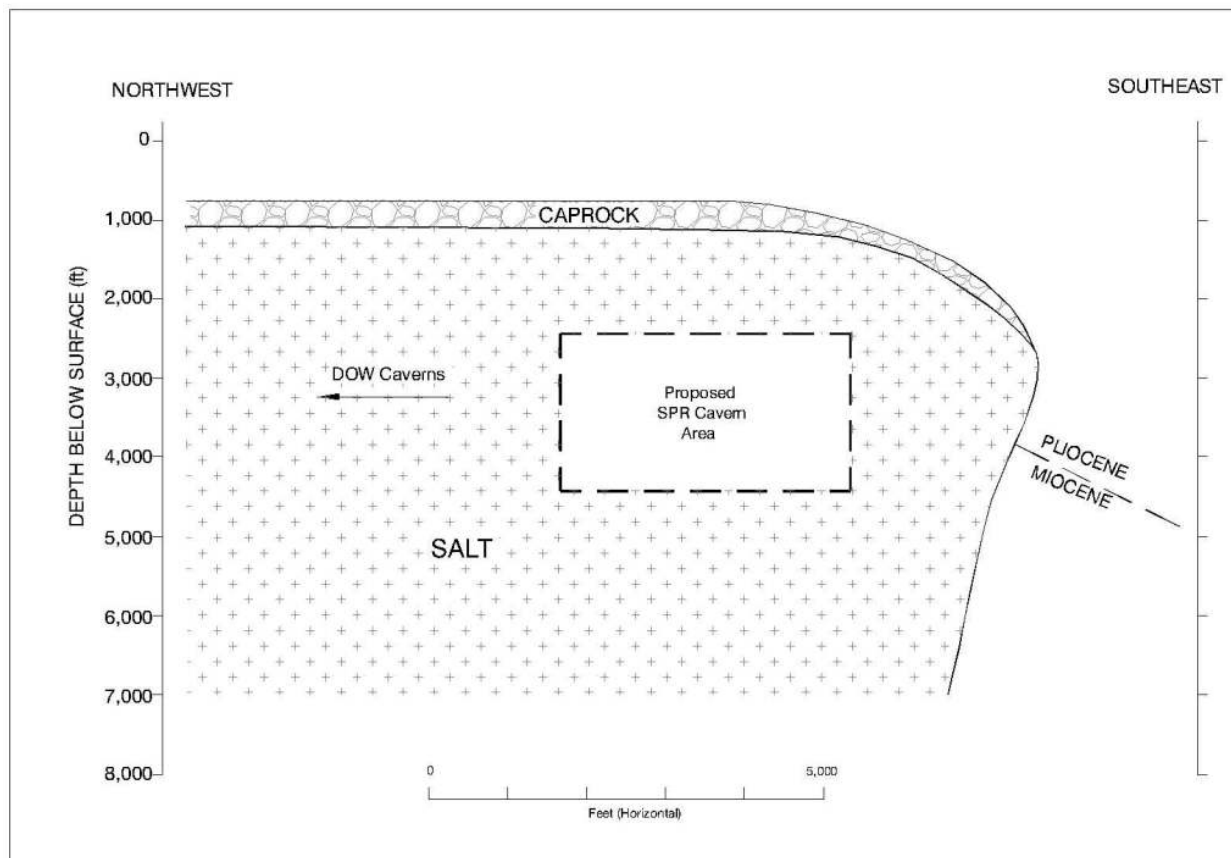 NORTHWEST
SOUTHEAST
0
1,000
CAPROCK
2,000
DEPTH BELOW SURFACE (ft)
3,000
DOW Caverns
Proposed
SPR Cavern
Area
4,000
PLIOCENE
MIOCENE
5,000
SALT
6,000
7,000
8,000
0
5,000
Feet (Horizontal)